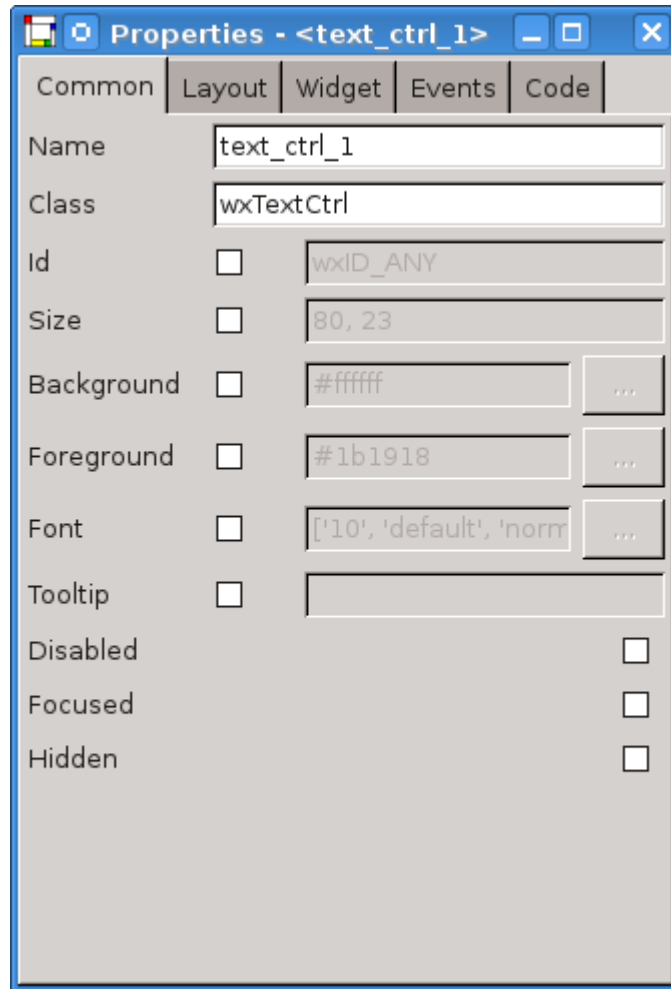 Properties - <text_ctrl_1>
Common Layout Widget Events Code
Name text_ctrl_1
Class wxTextCtrl
Id wxID_ANY
Size 80, 23
Background #ffffff ...
Foreground #1b1918 ...
Font ['10', 'default', 'norm ...
Tooltip
Disabled
Focused
Hidden